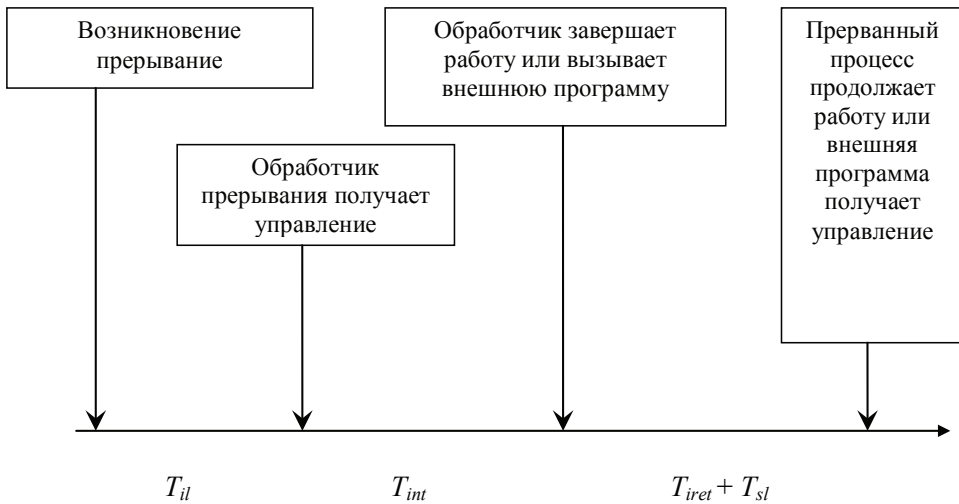 Возникновение
прерывание
Обработчик
прерывания получает
управление
Обработчик завершает
работу или вызывает
внешнюю программу
Прерванный
процесс
продолжает
работу или
внешняя
программа
получает
управление
T_il
T_int
T_iret + T_sl